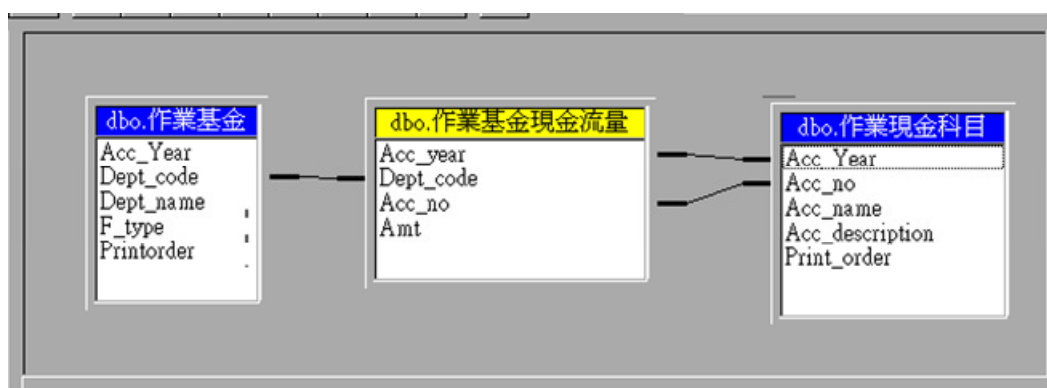 dbo.作業基金
Acc_Year
Dept_code
Dept_name
F_type
Printorder
dbo.作業基金現金流量
Acc_year
Dept_code
Acc_no
Amt
dbo.作業現金科目
Acc_Year
Acc_no
Acc_name
Acc_description
Print_order